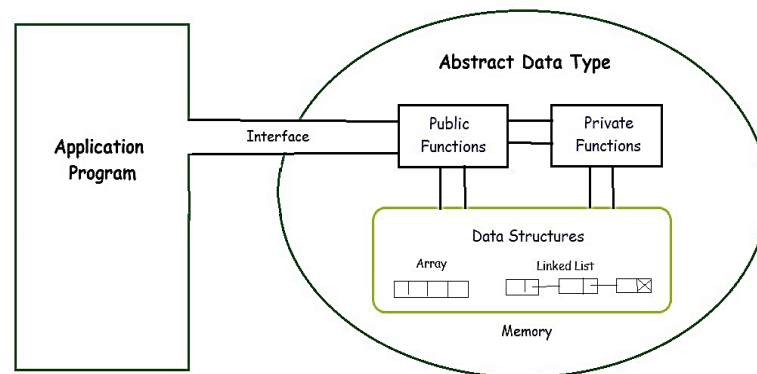 Abstract Data Type
Application
Program
Interface
Public
Functions
Private
Functions
Data Structures
Array
Linked List
Memory